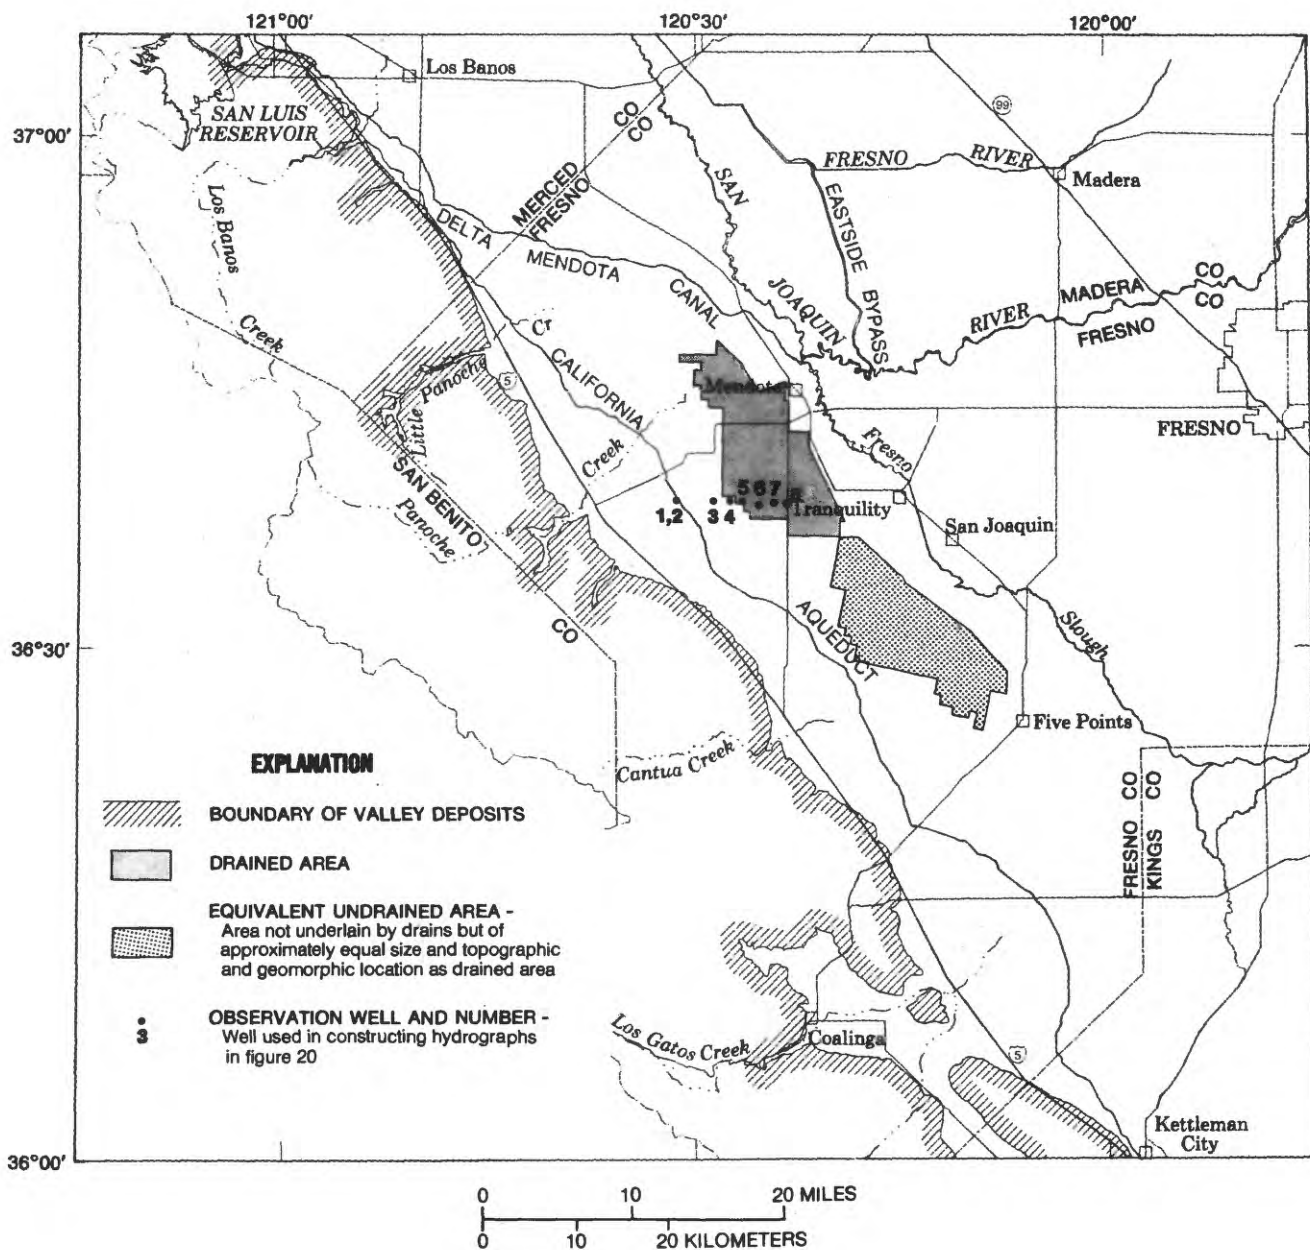 121°00'
120°30'
120°00'
37°00'
36°30'
36°00'
Los Banos
SAN LUIS
RESERVOIR
Los Banos
Creek
MERCED CO
FRESNO CO
DELTA
MENDOTA
CANAL
SAN
JOAQUIN
RIVER
FRESNO RIVER
EASTSIDE
BYPASS
99
Madera
MADERA CO
FRESNO CO
FRESNO
Little Panoche
Cr
5
CALIFORNIA
AQUEDUCT
Creek
SAN BENITO
CO
Panoche
Mendota
Fresno
Slough
1,2
3
4
5
6
7
Tranquility
San Joaquin
Five Points
Cantua Creek
FRESNO CO
KINGS CO
Los Gatos Creek
Coalinga
5
Kettleman
City
EXPLANATION
BOUNDARY OF VALLEY DEPOSITS
DRAINED AREA
EQUIVALENT UNDRAINED AREA -
Area not underlain by drains but of
approximately equal size and topographic
and geomorphic location as drained area
3
OBSERVATION WELL AND NUMBER -
Well used in constructing hydrographs
in figure 20
0 10 20 MILES
0 10 20 KILOMETERS